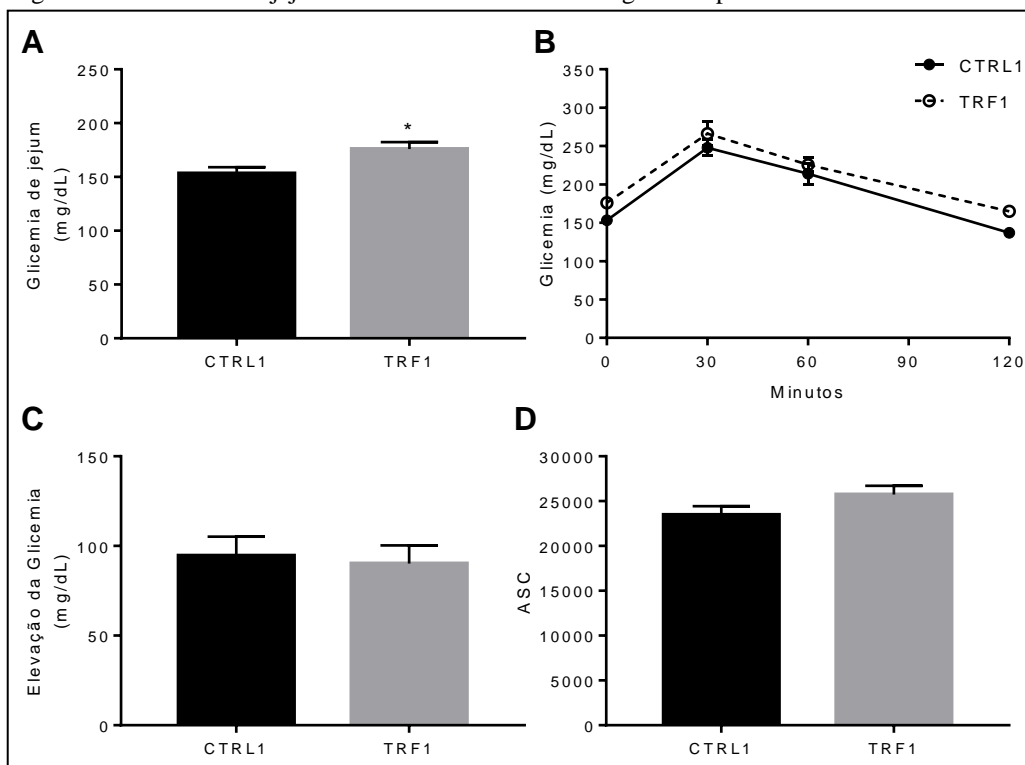 A
Glicemia de jejum
(mg/dL)
250
200
150
100
50
0
*
CTRL1
TRF1
B
Glicemia (mg/dL)
350
300
250
200
150
100
50
0
0
30
60
90
120
Minutos
CTRL1
TRF1
C
Elevação da Glicemia
(mg/dL)
150
100
50
0
CTRL1
TRF1
D
ASC
30000
25000
20000
15000
10000
5000
0
CTRL1
TRF1